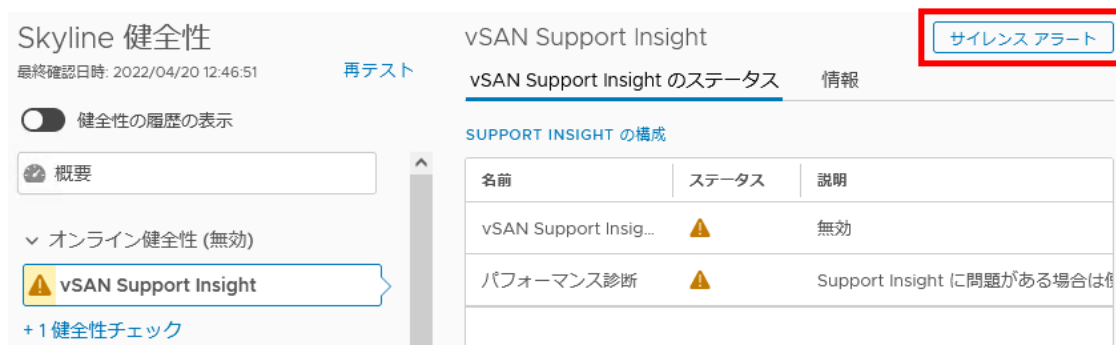 Skyline 健全性
最終確認日時: 2022/04/20 12:46:51
再テスト
健全性の履歴の表示
概要
オンライン健全性 (無効)
vSAN Support Insight
+ 1 健全性チェック
vSAN Support Insight
サイレンス アラート
vSAN Support Insight のステータス
情報
SUPPORT INSIGHT の構成
名前 ステータス 説明
vSAN Support Insig... 無効
パフォーマンス診断 Support Insight に問題がある場合は